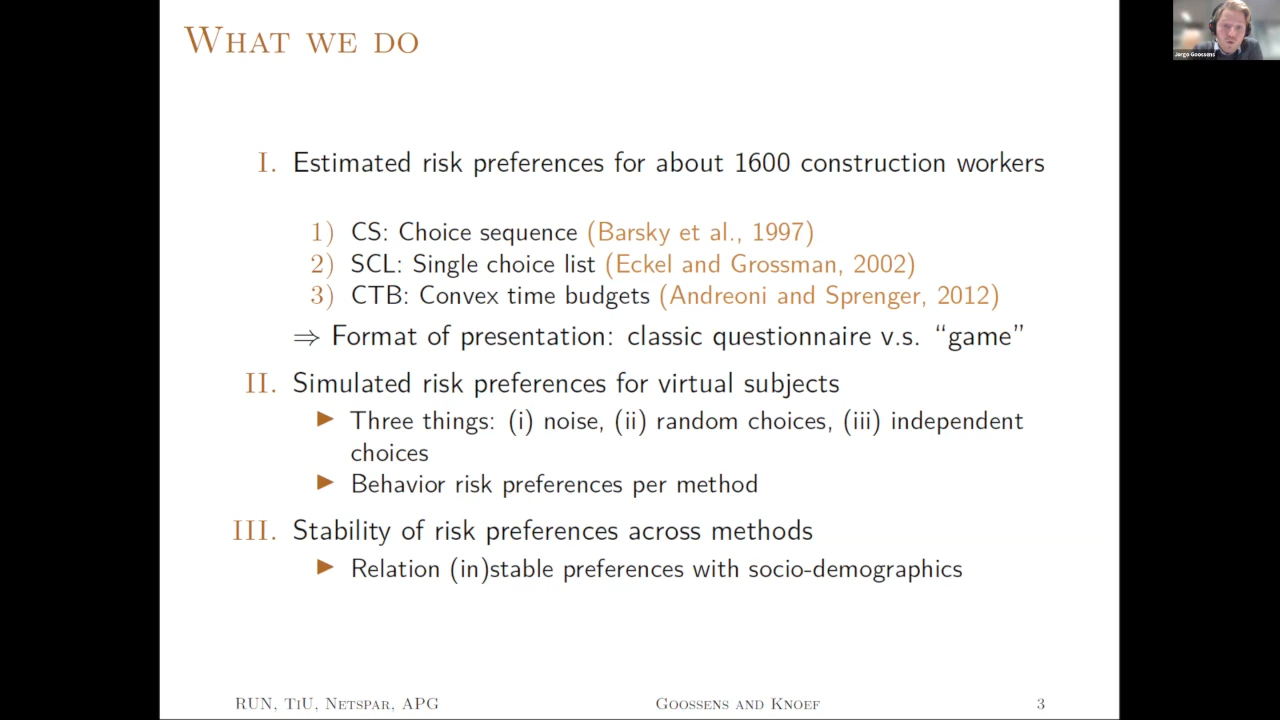 What we do
Jorgo Goossens
I. Estimated risk preferences for about 1600 construction workers
1) CS: Choice sequence (Barsky et al., 1997)
2) SCL: Single choice list (Eckel and Grossman, 2002)
3) CTB: Convex time budgets (Andreoni and Sprenger, 2012)
⇒ Format of presentation: classic questionnaire v.s. “game”
II. Simulated risk preferences for virtual subjects
▶ Three things: (i) noise, (ii) random choices, (iii) independent
choices
▶ Behavior risk preferences per method
III. Stability of risk preferences across methods
▶ Relation (in)stable preferences with socio-demographics
RUN, TiU, Netspar, APG Goossens and Knoef 3